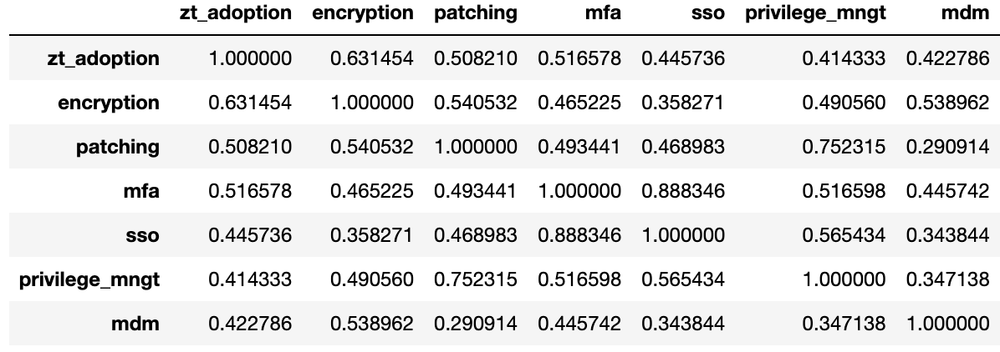 zt_adoption encryption patching mfa sso privilege_mngt mdm
zt_adoption 1.000000 0.631454 0.508210 0.516578 0.445736 0.414333 0.422786
encryption 0.631454 1.000000 0.540532 0.465225 0.358271 0.490560 0.538962
patching 0.508210 0.540532 1.000000 0.493441 0.468983 0.752315 0.290914
mfa 0.516578 0.465225 0.493441 1.000000 0.888346 0.516598 0.445742
sso 0.445736 0.358271 0.468983 0.888346 1.000000 0.565434 0.343844
privilege_mngt 0.414333 0.490560 0.752315 0.516598 0.565434 1.000000 0.347138
mdm 0.422786 0.538962 0.290914 0.445742 0.343844 0.347138 1.000000